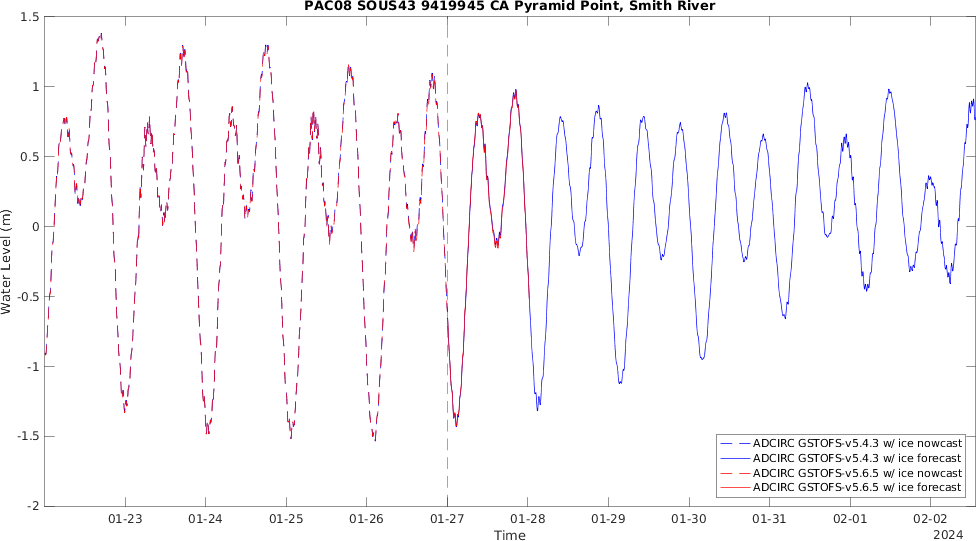 PAC08 SOUS43 9419945 CA Pyramid Point, Smith River
1.5
1
0.5
0
-0.5
-1
-1.5
-2
Water Level (m)
ADCIRC GSTOFS-v5.4.3 w/ ice nowcast
ADCIRC GSTOFS-v5.4.3 w/ ice forecast
ADCIRC GSTOFS-v5.6.5 w/ ice nowcast
ADCIRC GSTOFS-v5.6.5 w/ ice forecast
01-23 01-24 01-25 01-26 01-27 01-28 01-29 01-30 01-31 02-01 02-02
Time
2024